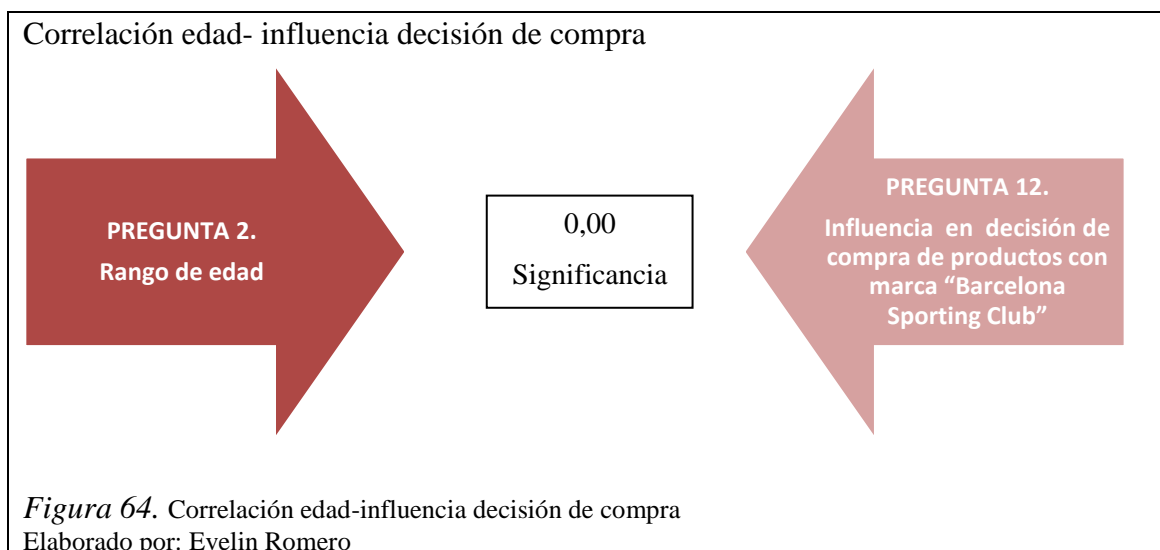 Correlación edad- influencia decisión de compra
PREGUNTA 2.
Rango de edad
0,00
Significancia
PREGUNTA 12.
Influencia en decisión de
compra de productos con
marca “Barcelona
Sporting Club”
Figura 64. Correlación edad-influencia decisión de compra
Elaborado por: Evelin Romero